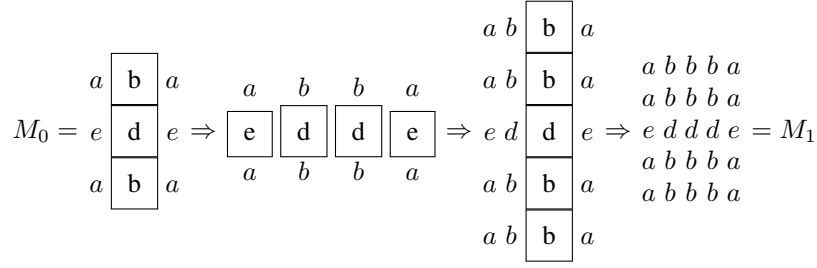 a b b a
a b a a b b a a b b a a b b b a
a b b b a
M₀ = e d e ⇒ e d d e ⇒ e d d e ⇒ e d d d e = M₁
a b b a a b b b a
a b a a b b a a b b b a
a b b a